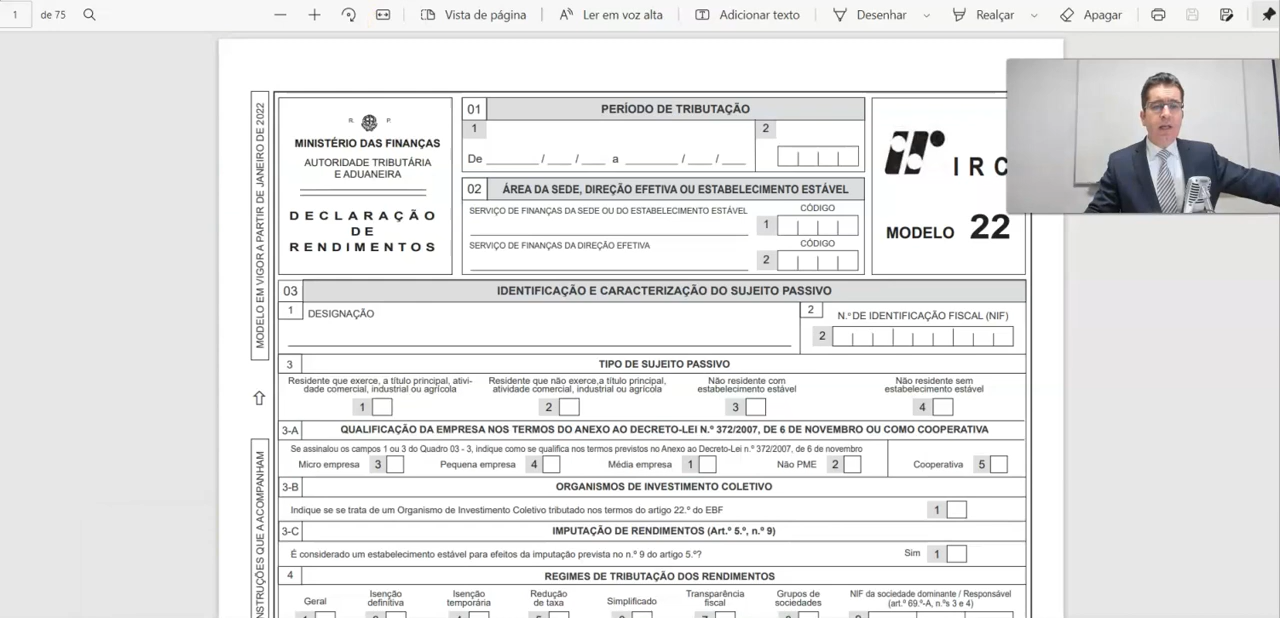 1 de 75 Vista de página Ler em voz alta Adicionar texto Desenhar Realçar Apagar
MODELO EM VIGOR A PARTIR DE JANEIRO DE 2022
R. P.
MINISTÉRIO DAS FINANÇAS
AUTORIDADE TRIBUTÁRIA
E ADUANEIRA
DECLARAÇÃO
DE
RENDIMENTOS
01 PERÍODO DE TRIBUTAÇÃO
1 2
De / / a / /
02 ÁREA DA SEDE, DIREÇÃO EFETIVA OU ESTABELECIMENTO ESTÁVEL
SERVIÇO DE FINANÇAS DA SEDE OU DO ESTABELECIMENTO ESTÁVEL CÓDIGO
1
SERVIÇO DE FINANÇAS DA DIREÇÃO EFETIVA CÓDIGO
2
IRC
MODELO 22
03 IDENTIFICAÇÃO E CARACTERIZAÇÃO DO SUJEITO PASSIVO
1 DESIGNAÇÃO 2 N.º DE IDENTIFICAÇÃO FISCAL (NIF)
2
3 TIPO DE SUJEITO PASSIVO
Residente que exerce, a título principal, ativi-
dade comercial, industrial ou agrícola
1
Residente que não exerce,a título principal,
atividade comercial, industrial ou agrícola
2
Não residente com
estabelecimento estável
3
Não residente sem
estabelecimento estável
4
3-A QUALIFICAÇÃO DA EMPRESA NOS TERMOS DO ANEXO AO DECRETO-LEI N.º 372/2007, DE 6 DE NOVEMBRO OU COMO COOPERATIVA
Se assinalou os campos 1 ou 3 do Quadro 03 - 3, indique como se qualifica nos termos previstos no Anexo ao Decreto-Lei n.º 372/2007, de 6 de novembro
Micro empresa 3 Pequena empresa 4 Média empresa 1 Não PME 2 Cooperativa 5
3-B ORGANISMOS DE INVESTIMENTO COLETIVO
Indique se se trata de um Organismo de Investimento Coletivo tributado nos termos do artigo 22.º do EBF 1
3-C IMPUTAÇÃO DE RENDIMENTOS (Art.º 5.º, n.º 9)
É considerado um estabelecimento estável para efeitos da imputação prevista no n.º 9 do artigo 5.º? Sim 1
4 REGIMES DE TRIBUTAÇÃO DOS RENDIMENTOS
Geral
Isenção
definitiva
Isenção
temporária
Redução
de taxa
Simplificado
Transparência
fiscal
Grupos de
sociedades
NIF da sociedade dominante / Responsável
(art.º 69.º-A, n.ºs 3 e 4)
QUE A ACOMPANHAM